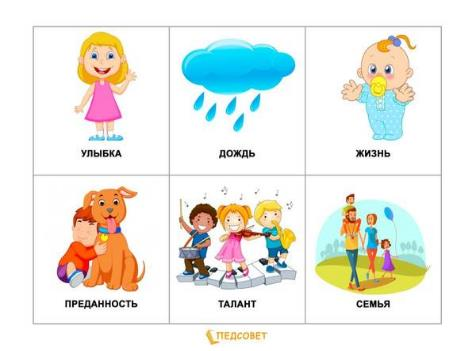 УЛЫБКА
ДОЖДЬ
ЖИЗНЬ
ПРЕДАННОСТЬ
ТАЛАНТ
СЕМЬЯ
ПЕДСОВЕТ